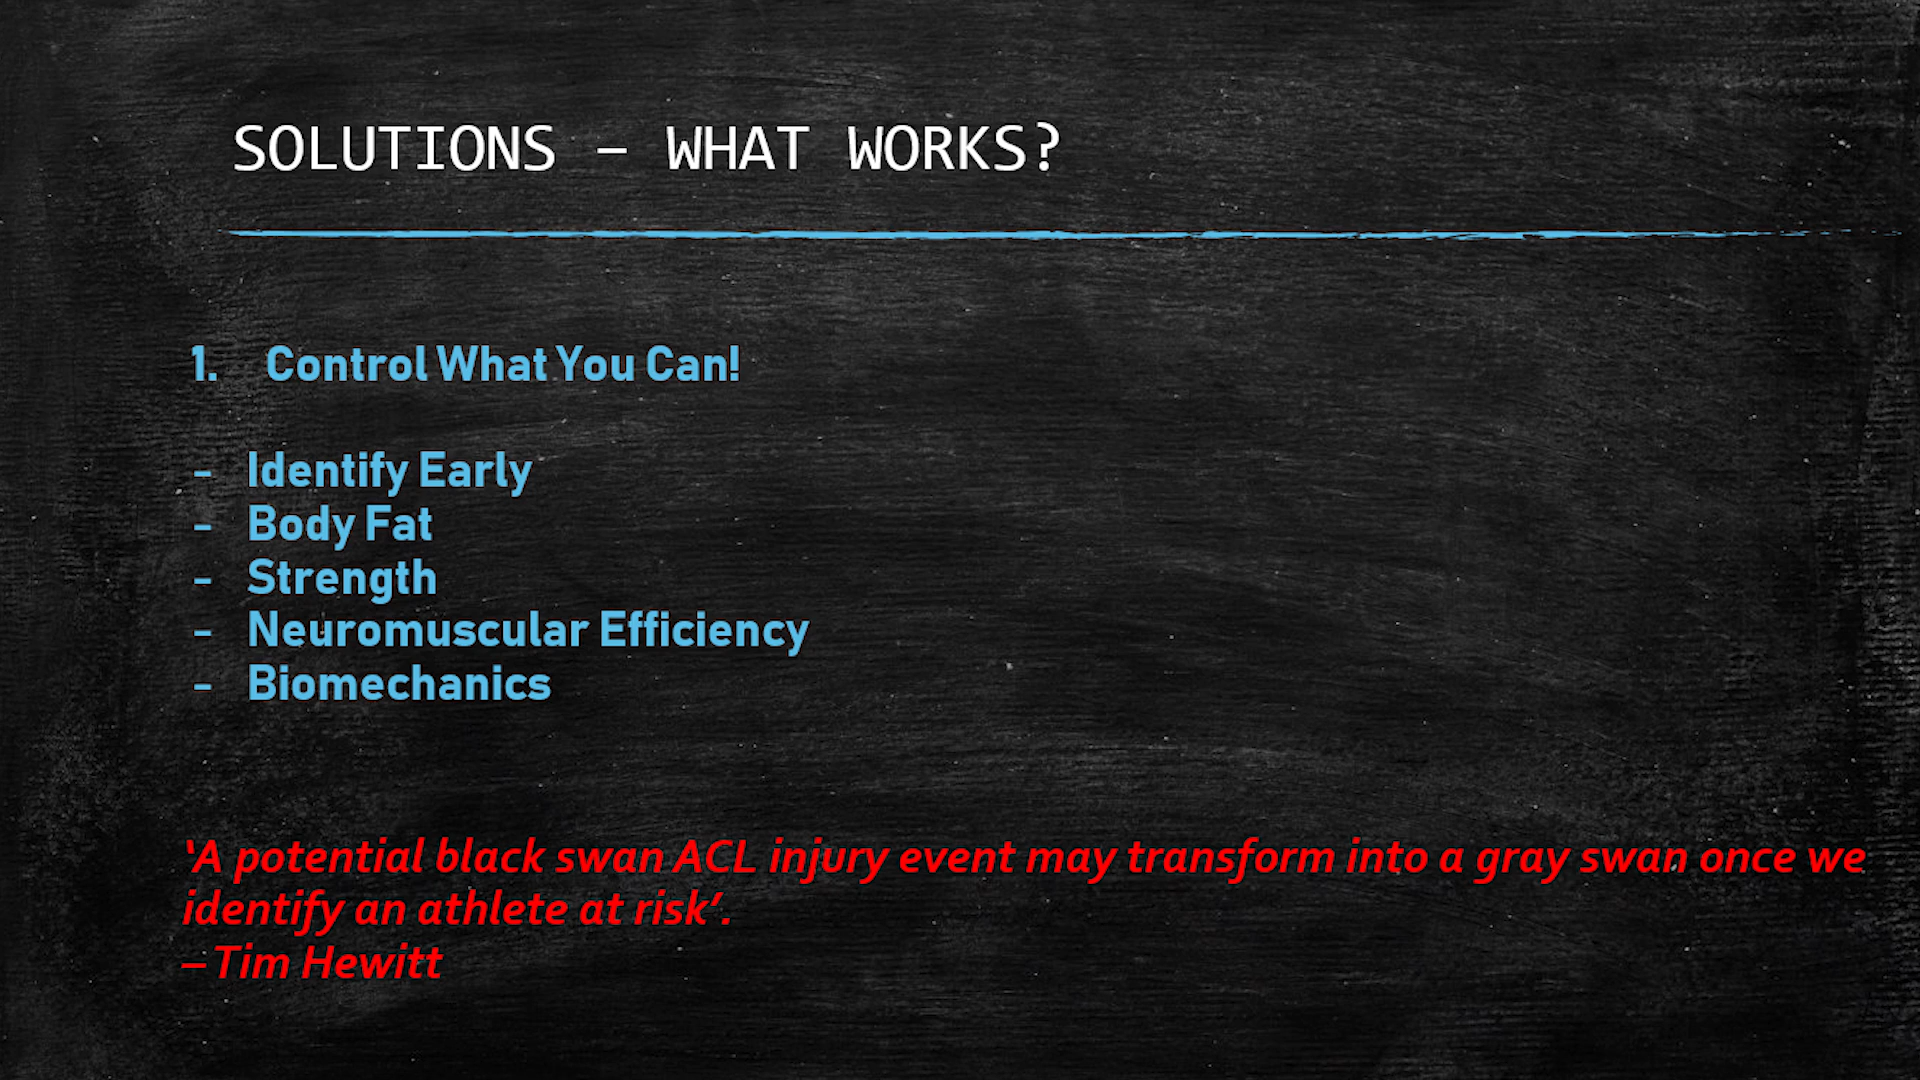 SOLUTIONS – WHAT WORKS?
1. Control What You Can!
- Identify Early
- Body Fat
- Strength
- Neuromuscular Efficiency
- Biomechanics
‘A potential black swan ACL injury event may transform into a gray swan once we
identify an athlete at risk’.
– Tim Hewitt